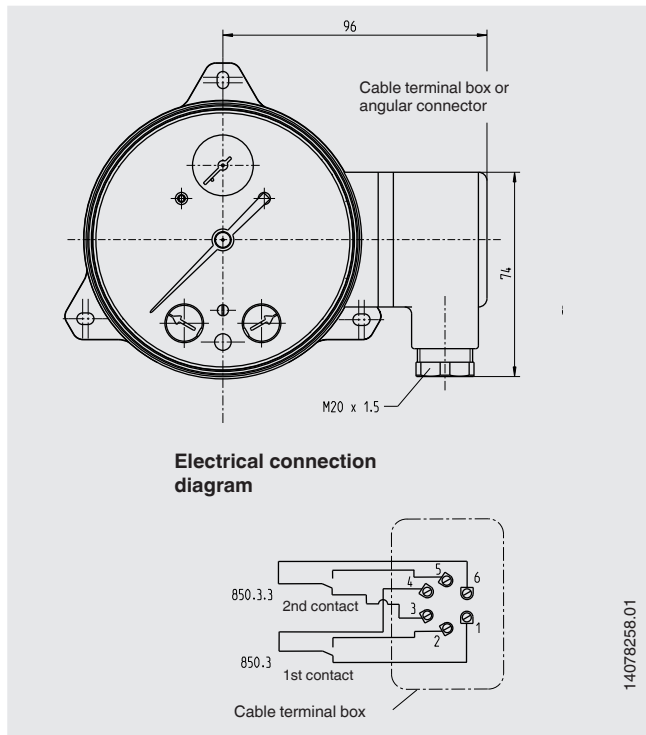 96
Cable terminal box or
angular connector
74
M20 x 1.5
Electrical connection
diagram
5
6
4
850.3.3
2nd contact
3
1
2
850.3
1st contact
Cable terminal box
14078258.01